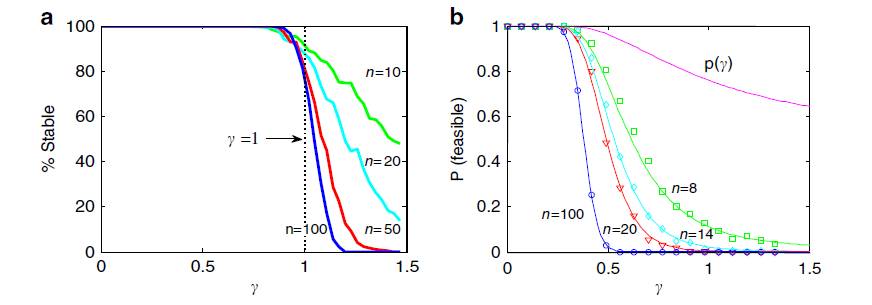 a
100
80
60
40
20
0
% Stable
0 0.5 1 1.5
γ
γ =1
n=10
n=20
n=100
n=50
b
1
0.8
0.6
0.4
0.2
0
P (feasible)
0 0.5 1 1.5
γ
p(γ)
n=8
n=100
n=20
n=14